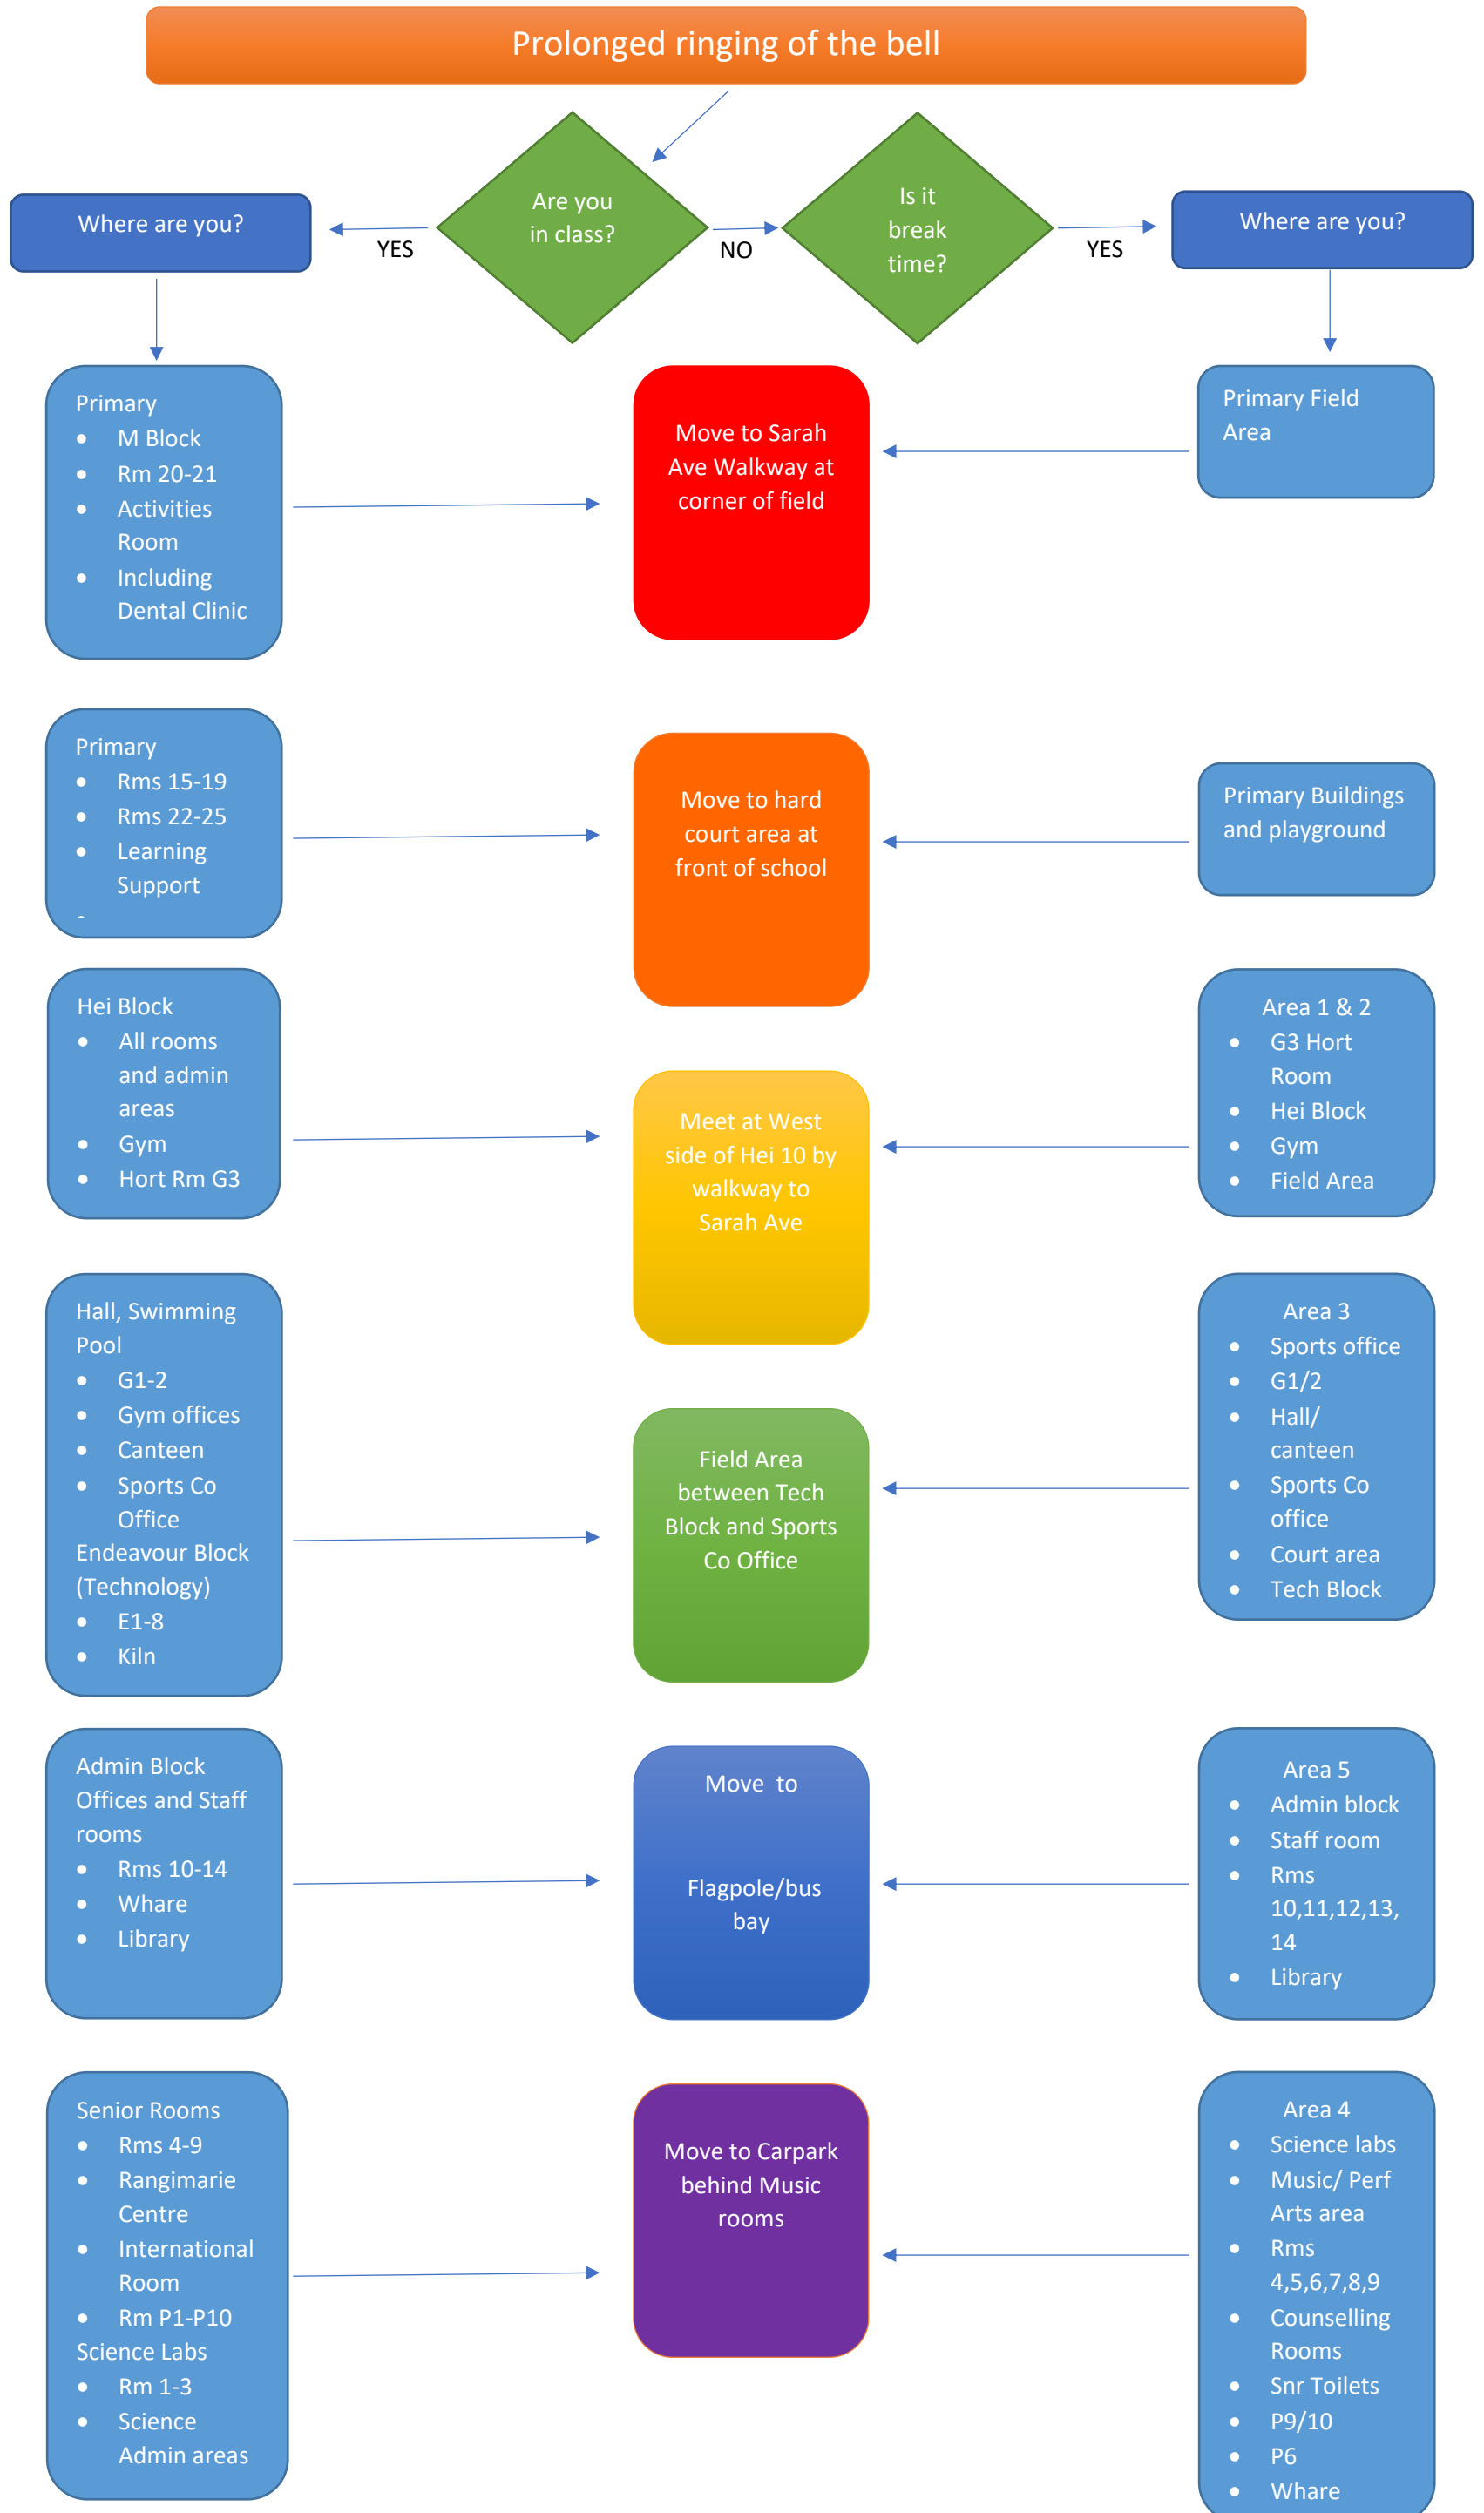 Prolonged ringing of the bell
Are you
in class?
Is it
break
time?
Where are you?
YES
NO
YES
Where are you?
Primary
• M Block
• Rm 20-21
• Activities
Room
• Including
Dental Clinic
Move to Sarah
Ave Walkway at
corner of field
Primary Field
Area
Primary
• Rms 15-19
• Rms 22-25
• Learning
Support
Move to hard
court area at
front of school
Primary Buildings
and playground
Hei Block
• All rooms
and admin
areas
• Gym
• Hort Rm G3
Meet at West
side of Hei 10 by
walkway to
Sarah Ave
Area 1 & 2
• G3 Hort
Room
• Hei Block
• Gym
• Field Area
Hall, Swimming
Pool
• G1-2
• Gym offices
• Canteen
• Sports Co
Office
Endeavour Block
(Technology)
• E1-8
• Kiln
Field Area
between Tech
Block and Sports
Co Office
Area 3
• Sports office
• G1/2
• Hall/
canteen
• Sports Co
office
• Court area
• Tech Block
Admin Block
Offices and Staff
rooms
• Rms 10-14
• Whare
• Library
Move to
Flagpole/bus
bay
Area 5
• Admin block
• Staff room
• Rms
10,11,12,13,
14
• Library
Senior Rooms
• Rms 4-9
• Rangimarie
Centre
• International
Room
• Rm P1-P10
Science Labs
• Rm 1-3
• Science
Admin areas
Move to Carpark
behind Music
rooms
Area 4
• Science labs
• Music/ Perf
Arts area
• Rms
4,5,6,7,8,9
• Counselling
Rooms
• Snr Toilets
• P9/10
• P6
• Whare